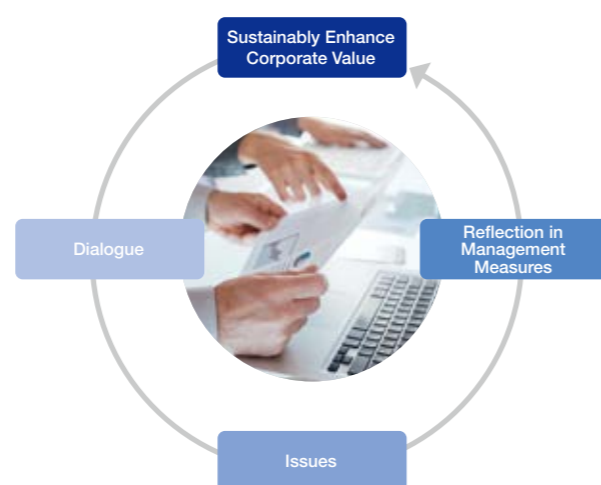 Sustainably Enhance
Corporate Value
Dialogue
Reflection in
Management
Measures
Issues